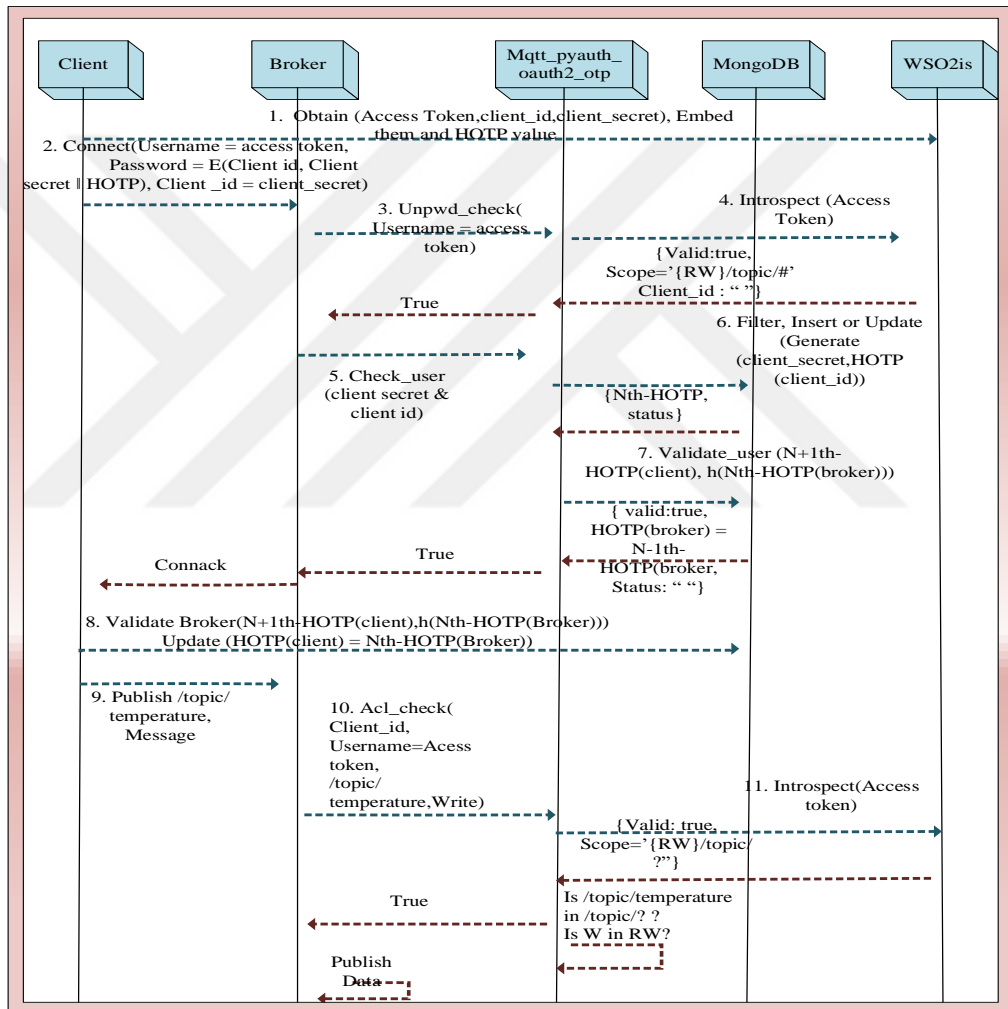 Client
Broker
Mqtt_pyauth_
oauth2_otp
MongoDB
WSO2is
1. Obtain (Access Token,client_id,client_secret), Embed
them and HOTP value
2. Connect(Username = access token,
Password = E(Client id, Client
secret || HOTP), Client _id = client_secret)
3. Unpwd_check(
Username = access
token)
4. Introspect (Access
Token)
{Valid:true,
Scope=’{RW}/topic/#’
Client_id : “ ”}
True
5. Check_user
(client secret &
client id)
6. Filter, Insert or Update
(Generate
(client_secret,HOTP
(client_id))
{Nth-HOTP,
status}
7. Validate_user (N+1th-
HOTP(client), h(Nth-HOTP(broker)))
{ valid:true,
HOTP(broker) =
N-1th-
HOTP(broker,
Status: “ “}
True
Connack
8. Validate Broker(N+1th-HOTP(client),h(Nth-HOTP(Broker)))
Update (HOTP(client) = Nth-HOTP(Broker))
9. Publish /topic/
temperature,
Message
10. Acl_check(
Client_id,
Username=Acess
token,
/topic/
temperature,Write)
11. Introspect(Access
token)
{Valid: true,
Scope=’{RW}/topic/
?”}
True
Is /topic/temperature
in /topic/? ?
Is W in RW?
Publish
Data